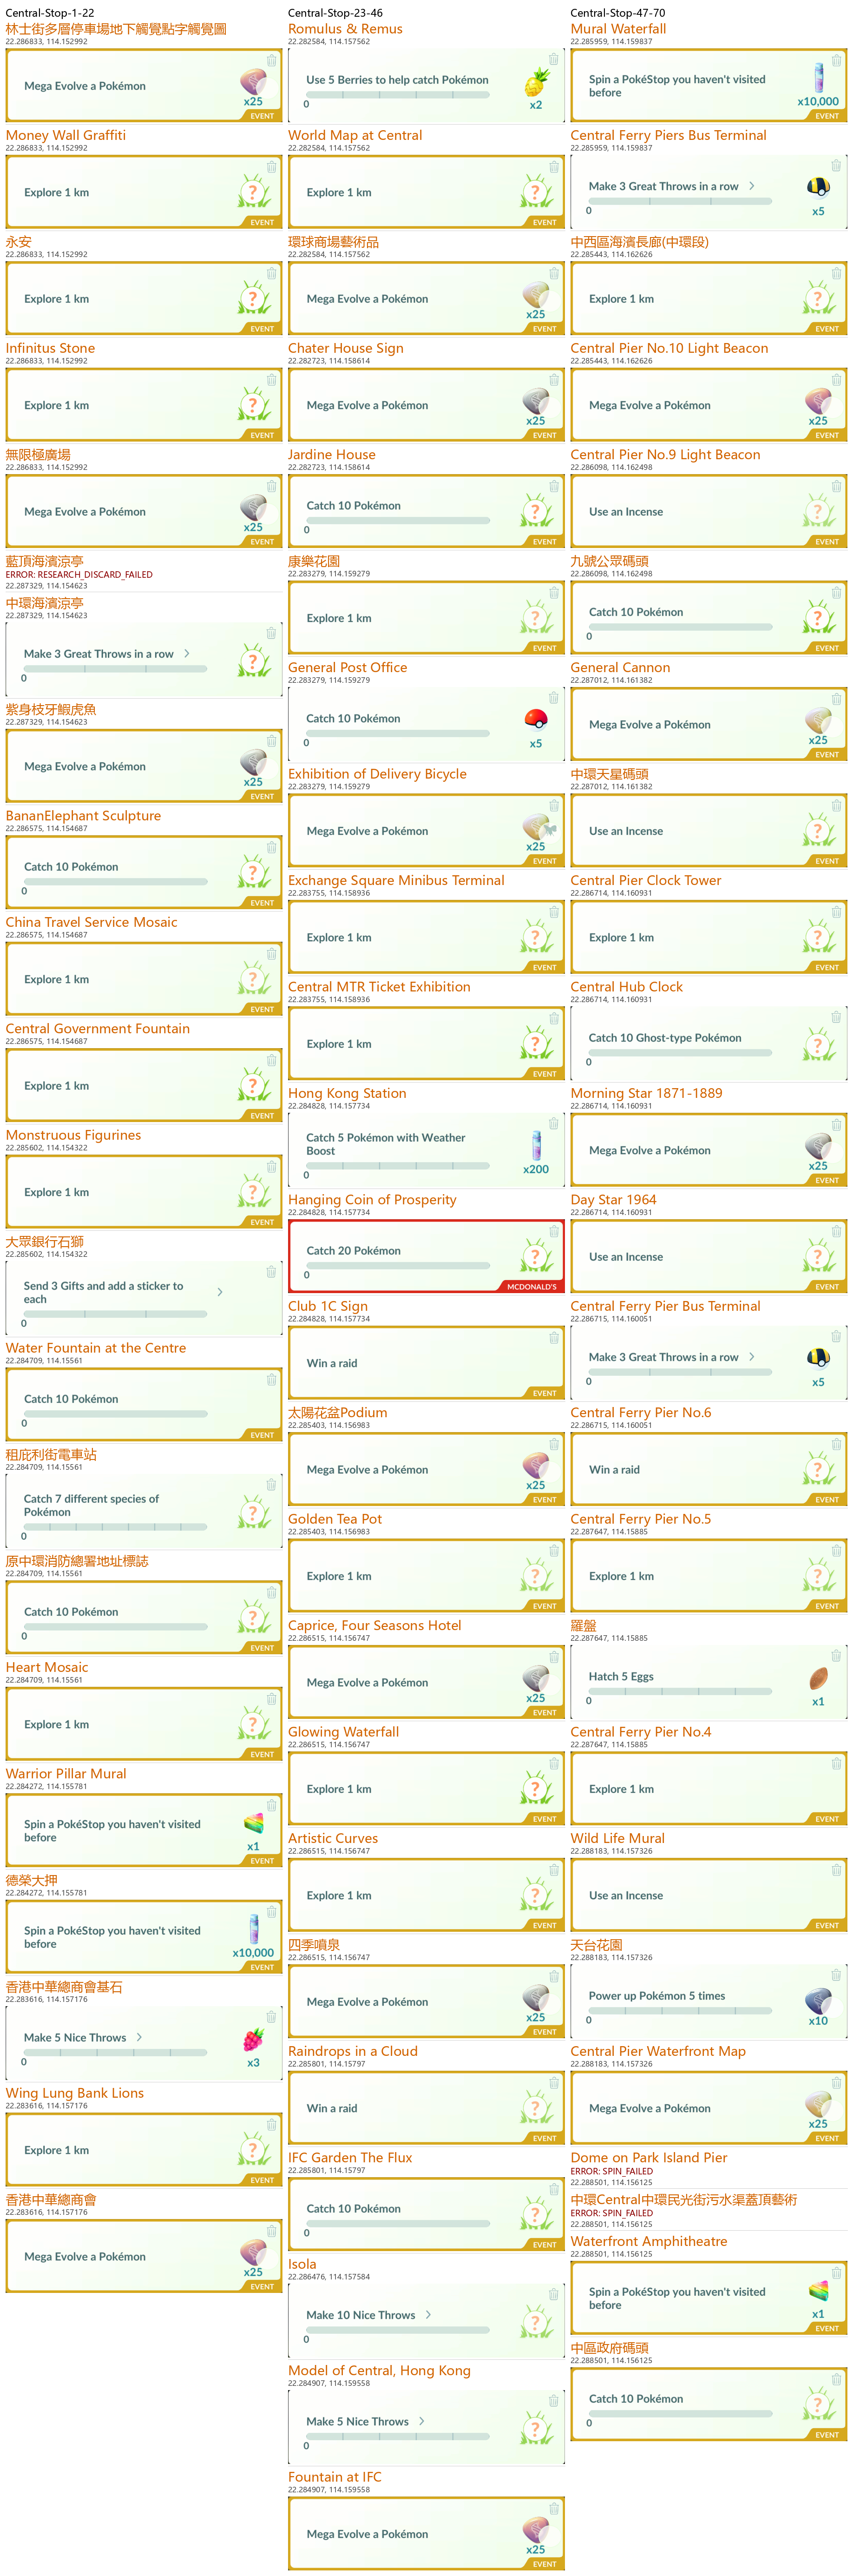 Central-Stop-1-22
林士街多層停車場地下觸覺點字觸覺圖
22.286833, 114.152992
Mega Evolve a Pokémon
x25
EVENT
Money Wall Graffiti
22.286833, 114.152992
Explore 1 km
?
EVENT
永安
22.286833, 114.152992
Explore 1 km
?
EVENT
Infinitus Stone
22.286833, 114.152992
Explore 1 km
?
EVENT
無限極廣場
22.286833, 114.152992
Mega Evolve a Pokémon
x25
EVENT
藍頂海濱涼亭
ERROR: RESEARCH_DISCARD_FAILED
22.287329, 114.154623
中環海濱涼亭
22.287329, 114.154623
Make 3 Great Throws in a row >
0
?
紫身枝牙鰕虎魚
22.287329, 114.154623
Mega Evolve a Pokémon
x25
EVENT
BananElephant Sculpture
22.286575, 114.154687
Catch 10 Pokémon
0
?
EVENT
China Travel Service Mosaic
22.286575, 114.154687
Explore 1 km
?
EVENT
Central Government Fountain
22.286575, 114.154687
Explore 1 km
?
EVENT
Monstruous Figurines
22.285602, 114.154322
Explore 1 km
?
EVENT
大眾銀行石獅
22.285602, 114.154322
Send 3 Gifts and add a sticker to
each
>
0
Water Fountain at the Centre
22.284709, 114.15561
Catch 10 Pokémon
0
EVENT
租庇利街電車站
22.284709, 114.15561
Catch 7 different species of
Pokémon
0
?
原中環消防總署地址標誌
22.284709, 114.15561
Catch 10 Pokémon
0
?
EVENT
Heart Mosaic
22.284709, 114.15561
Explore 1 km
?
EVENT
Warrior Pillar Mural
22.284272, 114.155781
Spin a PokéStop you haven't visited
before
x1
EVENT
德榮大押
22.284272, 114.155781
Spin a PokéStop you haven't visited
before
x10,000
EVENT
香港中華總商會基石
22.283616, 114.157176
Make 5 Nice Throws >
0
x3
Wing Lung Bank Lions
22.283616, 114.157176
Explore 1 km
?
EVENT
香港中華總商會
22.283616, 114.157176
Mega Evolve a Pokémon
x25
EVENT
Central-Stop-23-46
Romulus & Remus
22.282584, 114.157562
Use 5 Berries to help catch Pokémon
0
x2
World Map at Central
22.282584, 114.157562
Explore 1 km
?
EVENT
環球商場藝術品
22.282584, 114.157562
Mega Evolve a Pokémon
x25
EVENT
Chater House Sign
22.282723, 114.158614
Mega Evolve a Pokémon
x25
EVENT
Jardine House
22.282723, 114.158614
Catch 10 Pokémon
0
?
EVENT
康樂花園
22.283279, 114.159279
Explore 1 km
?
EVENT
General Post Office
22.283279, 114.159279
Catch 10 Pokémon
0
x5
Exhibition of Delivery Bicycle
22.283279, 114.159279
Mega Evolve a Pokémon
x25
EVENT
Exchange Square Minibus Terminal
22.283755, 114.158936
Explore 1 km
?
EVENT
Central MTR Ticket Exhibition
22.283755, 114.158936
Explore 1 km
?
EVENT
Hong Kong Station
22.284828, 114.157734
Catch 5 Pokémon with Weather
Boost
0
x200
Hanging Coin of Prosperity
22.284828, 114.157734
Catch 20 Pokémon
0
MCDONALD'S
Club 1C Sign
22.284828, 114.157734
Win a raid
EVENT
太陽花盆Podium
22.285403, 114.156983
Mega Evolve a Pokémon
x25
EVENT
Golden Tea Pot
22.285403, 114.156983
Explore 1 km
?
EVENT
Caprice, Four Seasons Hotel
22.286515, 114.156747
Mega Evolve a Pokémon
x25
EVENT
Glowing Waterfall
22.286515, 114.156747
Explore 1 km
?
EVENT
Artistic Curves
22.286515, 114.156747
Explore 1 km
?
EVENT
四季噴泉
22.286515, 114.156747
Mega Evolve a Pokémon
x25
EVENT
Raindrops in a Cloud
22.285801, 114.15797
Win a raid
?
EVENT
IFC Garden The Flux
22.285801, 114.15797
Catch 10 Pokémon
0
?
EVENT
Isola
22.286476, 114.157584
Make 10 Nice Throws >
0
?
Model of Central, Hong Kong
22.284907, 114.159558
Make 5 Nice Throws >
0
?
Fountain at IFC
22.284907, 114.159558
Mega Evolve a Pokémon
x25
EVENT
Central-Stop-47-70
Mural Waterfall
22.285959, 114.159837
Spin a PokéStop you haven't visited
before
x10,000
EVENT
Central Ferry Piers Bus Terminal
22.285959, 114.159837
Make 3 Great Throws in a row >
0
x5
中西區海濱長廊(中環段)
22.285443, 114.162626
Explore 1 km
?
EVENT
Central Pier No.10 Light Beacon
22.285443, 114.162626
Mega Evolve a Pokémon
x25
EVENT
Central Pier No.9 Light Beacon
22.286098, 114.162498
Use an Incense
?
EVENT
九號公眾碼頭
22.286098, 114.162498
Catch 10 Pokémon
0
?
EVENT
General Cannon
22.287012, 114.161382
Mega Evolve a Pokémon
x25
EVENT
中環天星碼頭
22.287012, 114.161382
Use an Incense
?
EVENT
Central Pier Clock Tower
22.286714, 114.160931
Explore 1 km
?
EVENT
Central Hub Clock
22.286714, 114.160931
Catch 10 Ghost-type Pokémon
0
?
Morning Star 1871-1889
22.286714, 114.160931
Mega Evolve a Pokémon
x25
EVENT
Day Star 1964
22.286714, 114.160931
Use an Incense
?
EVENT
Central Ferry Pier Bus Terminal
22.286715, 114.160051
Make 3 Great Throws in a row >
0
x5
Central Ferry Pier No.6
22.286715, 114.160051
Win a raid
?
EVENT
Central Ferry Pier No.5
22.287647, 114.15885
Explore 1 km
?
EVENT
羅盤
22.287647, 114.15885
Hatch 5 Eggs
0
x1
Central Ferry Pier No.4
22.287647, 114.15885
Explore 1 km
EVENT
Wild Life Mural
22.288183, 114.157326
Use an Incense
EVENT
天台花園
22.288183, 114.157326
Power up Pokémon 5 times
0
x10
Central Pier Waterfront Map
22.288183, 114.157326
Mega Evolve a Pokémon
x25
EVENT
Dome on Park Island Pier
ERROR: SPIN_FAILED
22.288501, 114.156125
中環Central中環民光街污水渠蓋頂藝術
ERROR: SPIN_FAILED
22.288501, 114.156125
Waterfront Amphitheatre
22.288501, 114.156125
Spin a PokéStop you haven't visited
before
x1
EVENT
中區政府碼頭
22.288501, 114.156125
Catch 10 Pokémon
0
?
EVENT